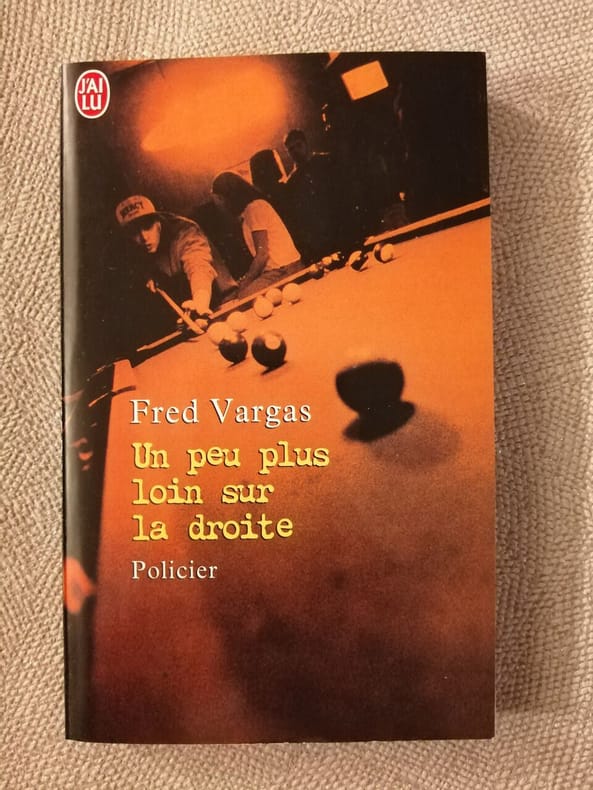 J'AI
LU
Fred Vargas
Un peu plus
loin sur
la droite
Policier